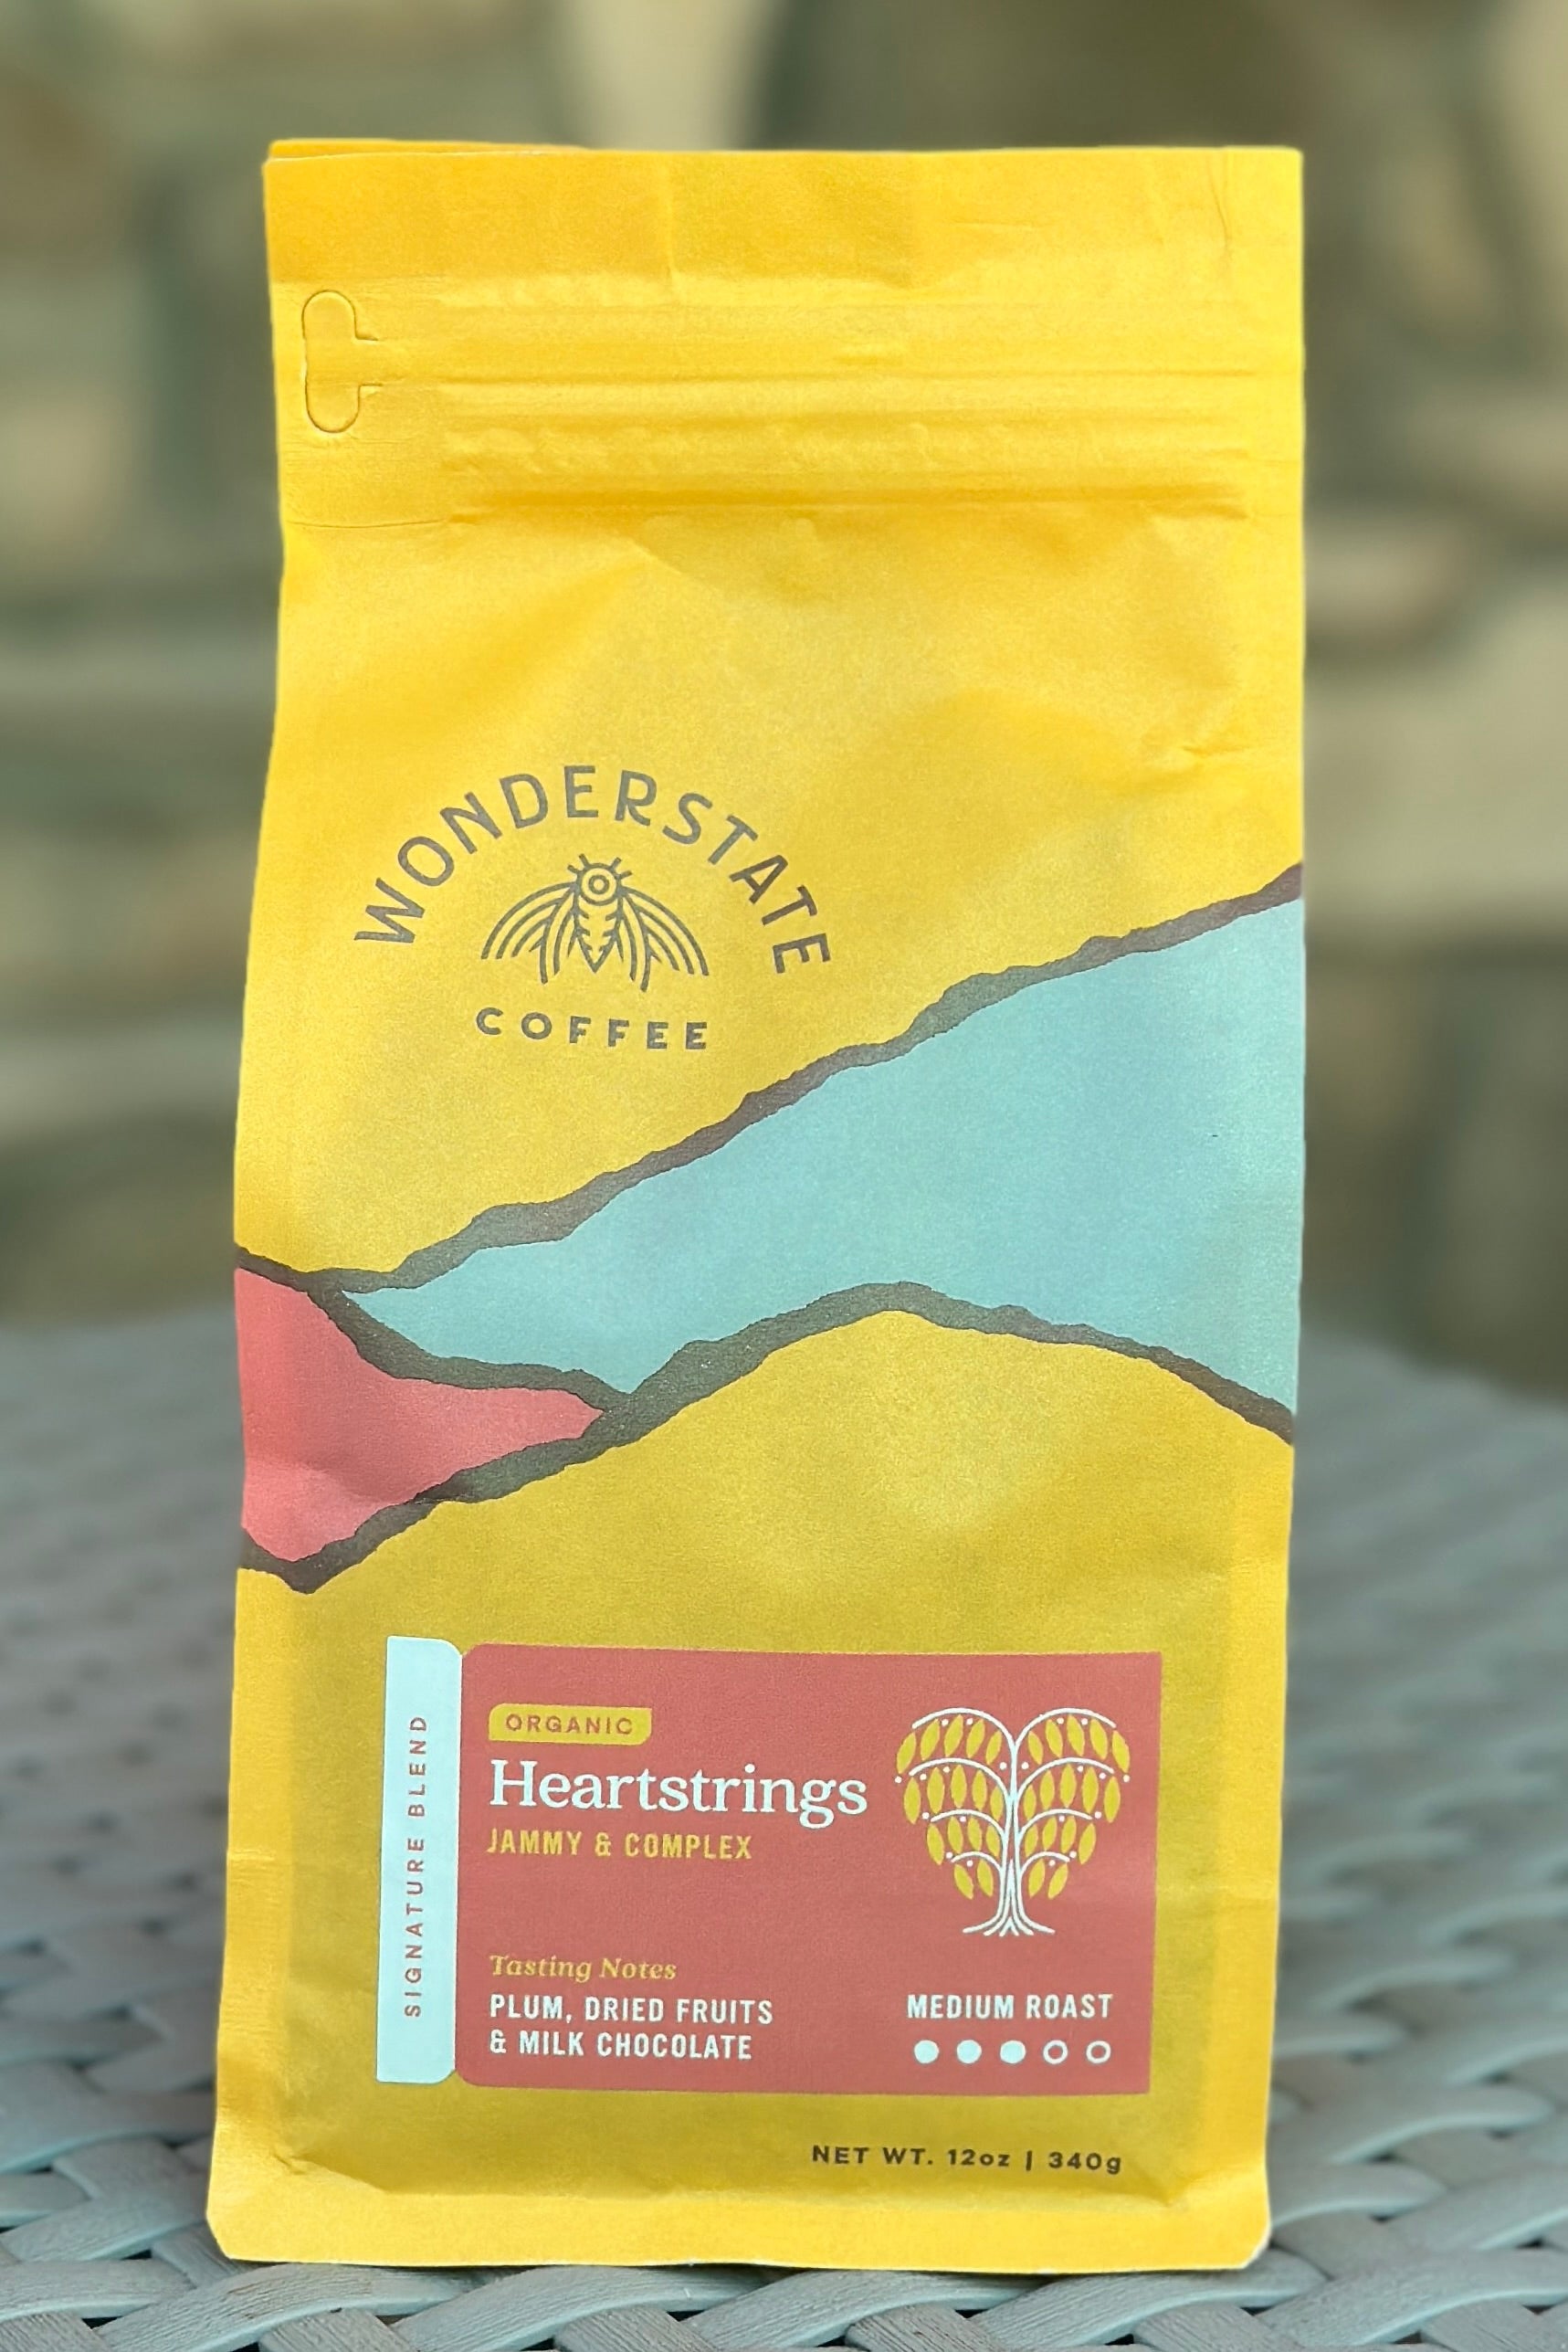 WONDERSTATE
COFFEE
SIGNATURE BLEND
ORGANIC
Heartstrings
JAMMY & COMPLEX
Tasting Notes
PLUM, DRIED FRUITS
& MILK CHOCOLATE
MEDIUM ROAST
NET WT. 12oz | 340g